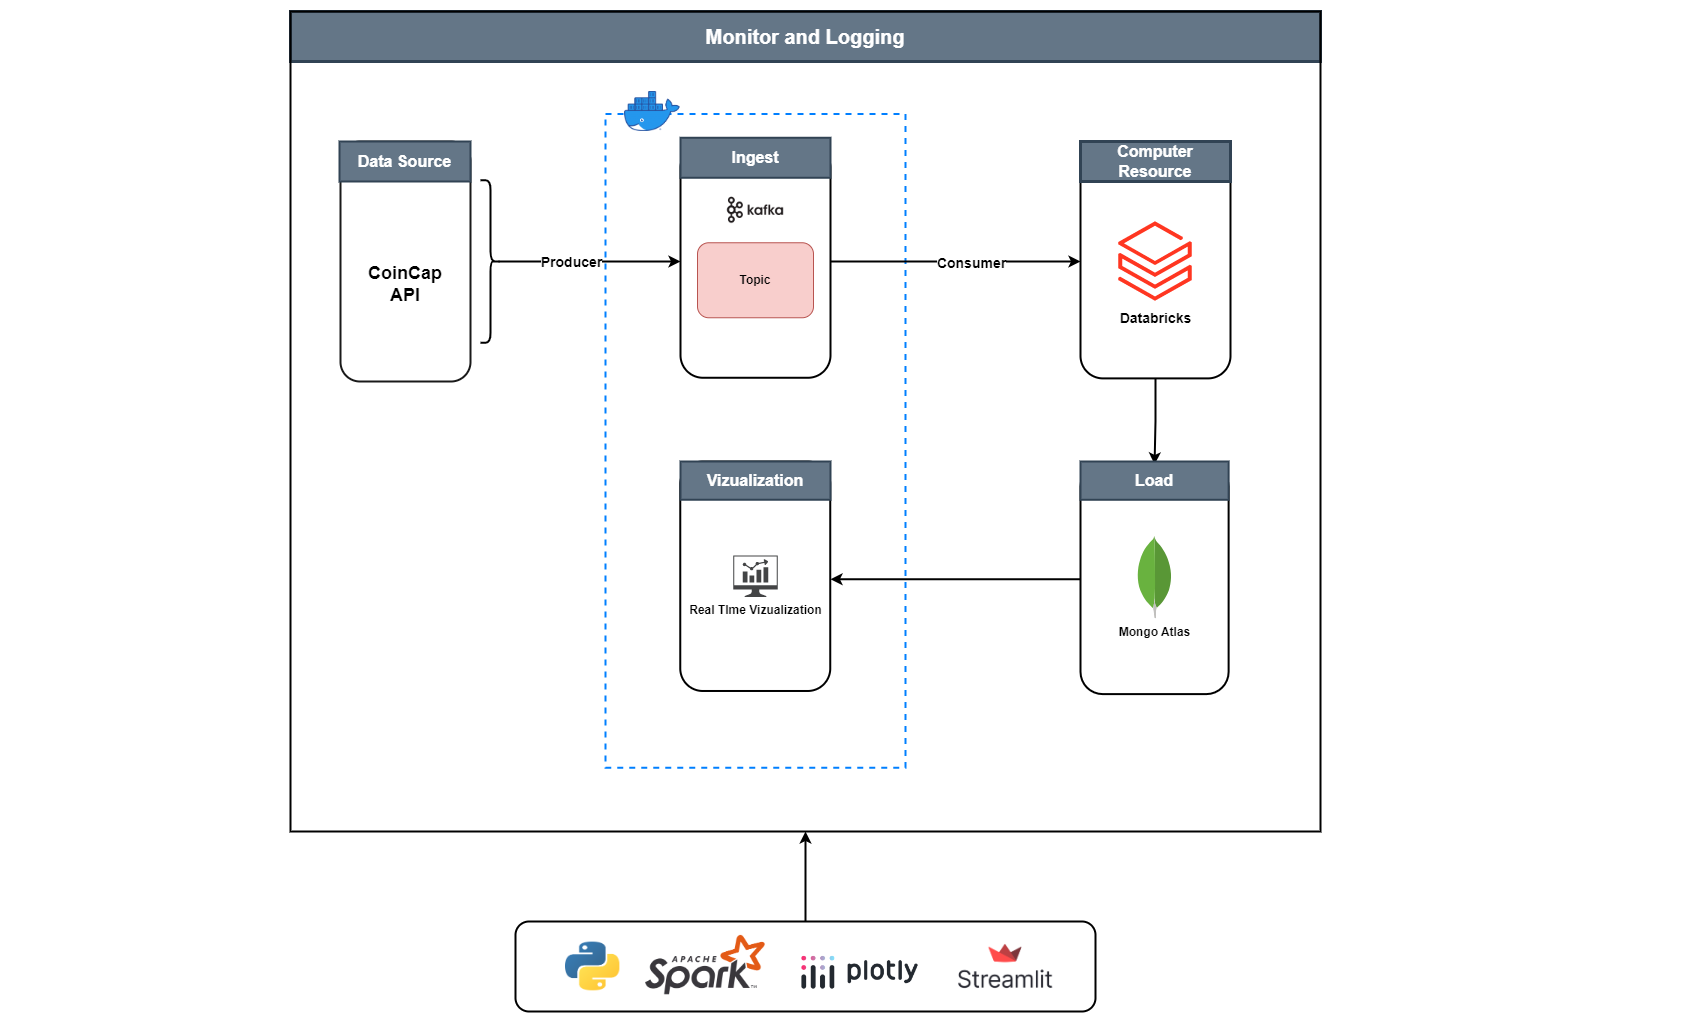 Monitor and Logging
Data Source
CoinCap
API
Producer
Ingest
kafka
Topic
Consumer
Computer
Resource
Databricks
Vizualization
Real TIme Vizualization
Load
Mongo Atlas
APACHE
Spark™
plotly
Streamlit